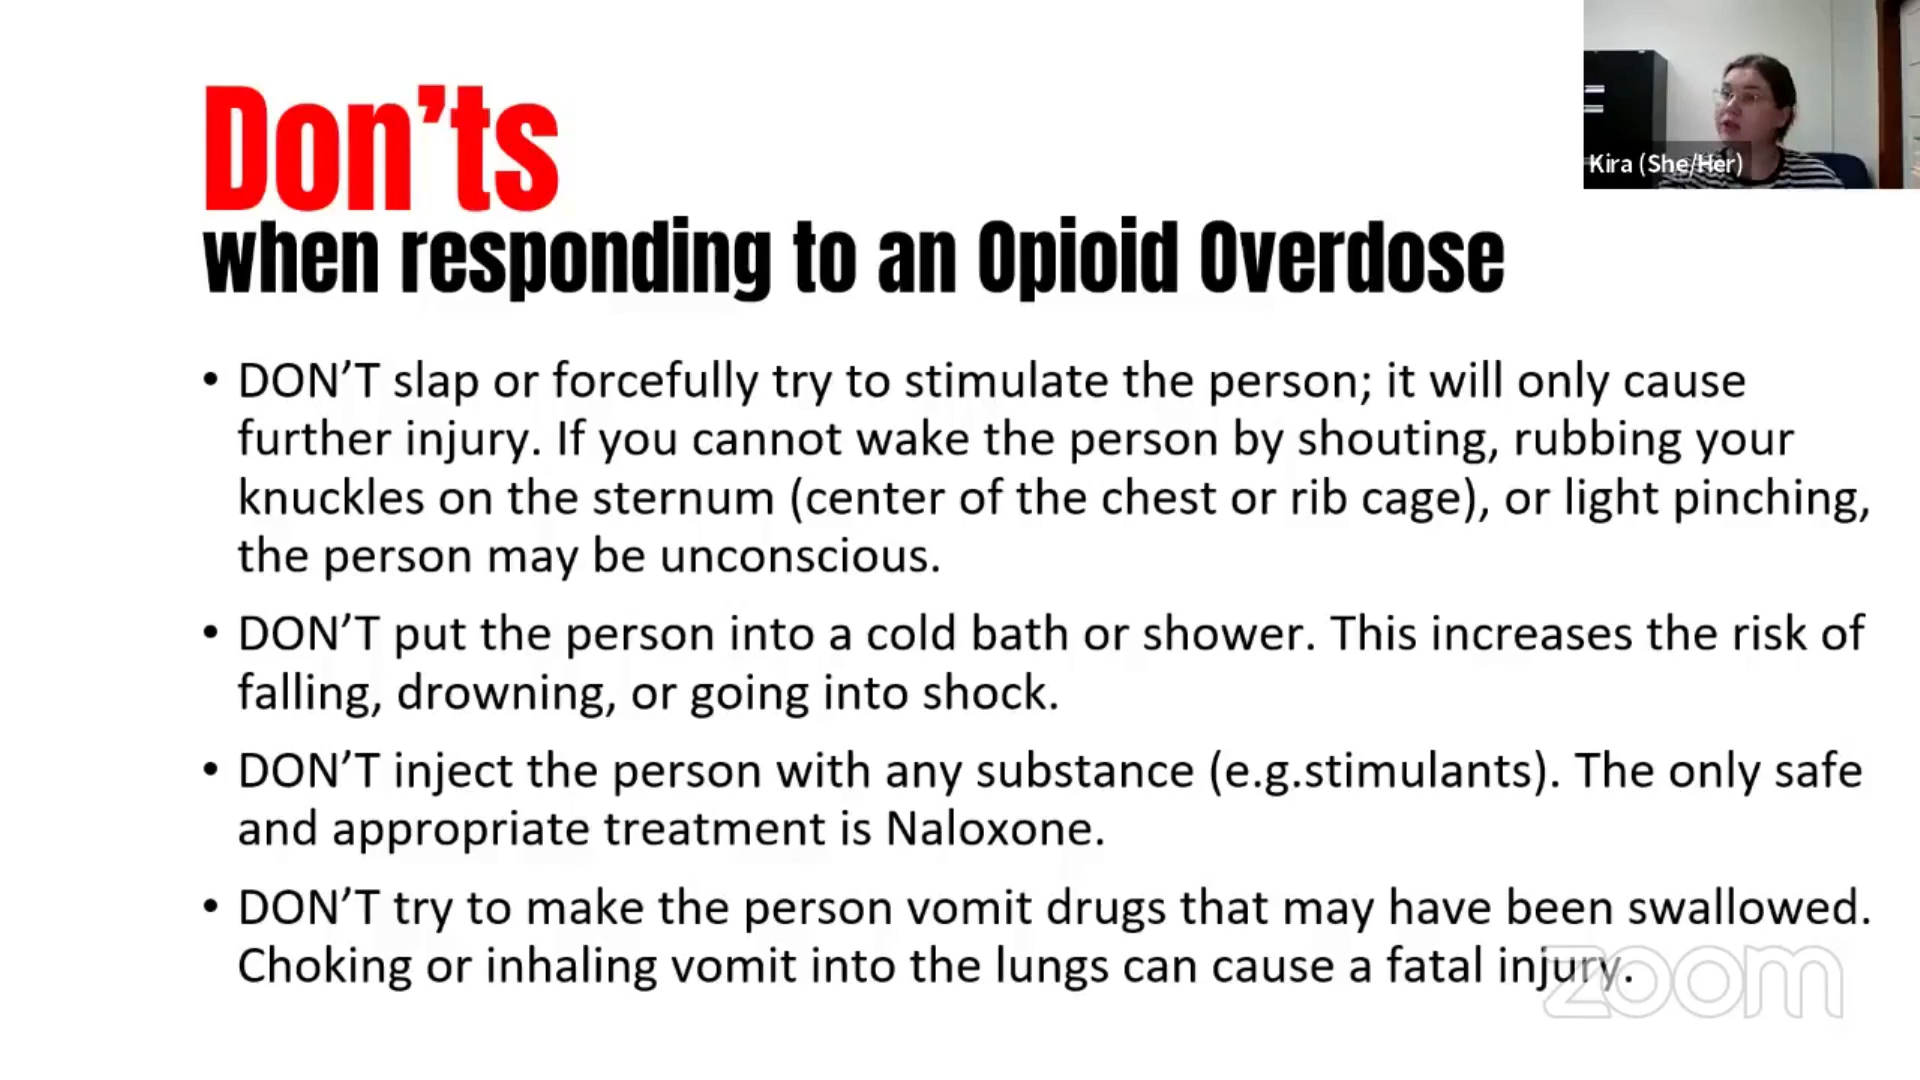 Don’ts
when responding to an Opioid Overdose
Kira (She/Her)
• DON’T slap or forcefully try to stimulate the person; it will only cause
further injury. If you cannot wake the person by shouting, rubbing your
knuckles on the sternum (center of the chest or rib cage), or light pinching,
the person may be unconscious.
• DON’T put the person into a cold bath or shower. This increases the risk of
falling, drowning, or going into shock.
• DON’T inject the person with any substance (e.g.stimulants). The only safe
and appropriate treatment is Naloxone.
• DON’T try to make the person vomit drugs that may have been swallowed.
Choking or inhaling vomit into the lungs can cause a fatal injury.
zoom